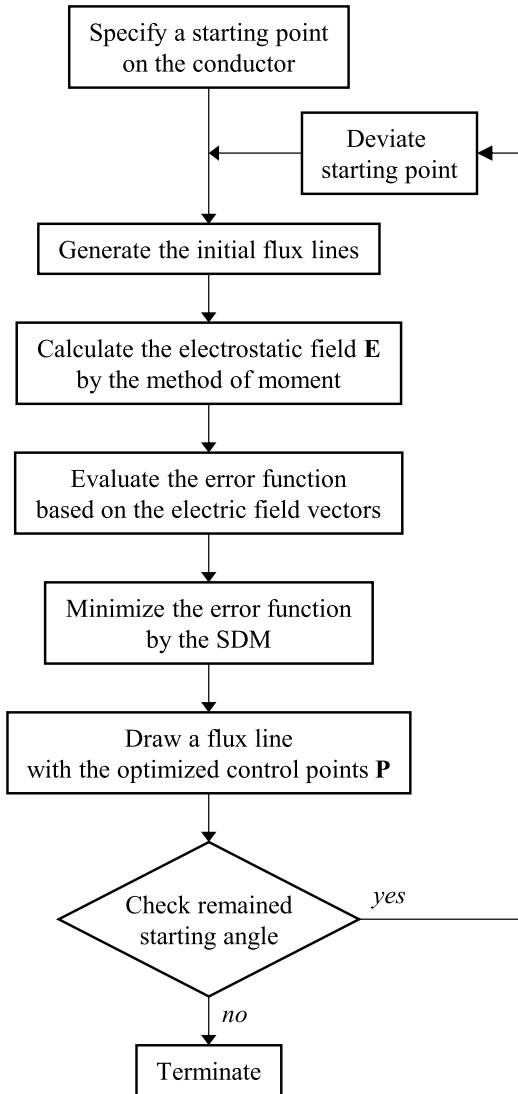 Specify a starting point
on the conductor
Deviate
starting point
Generate the initial flux lines
Calculate the electrostatic field E
by the method of moment
Evaluate the error function
based on the electric field vectors
Minimize the error function
by the SDM
Draw a flux line
with the optimized control points P
Check remained
starting angle
yes
no
Terminate